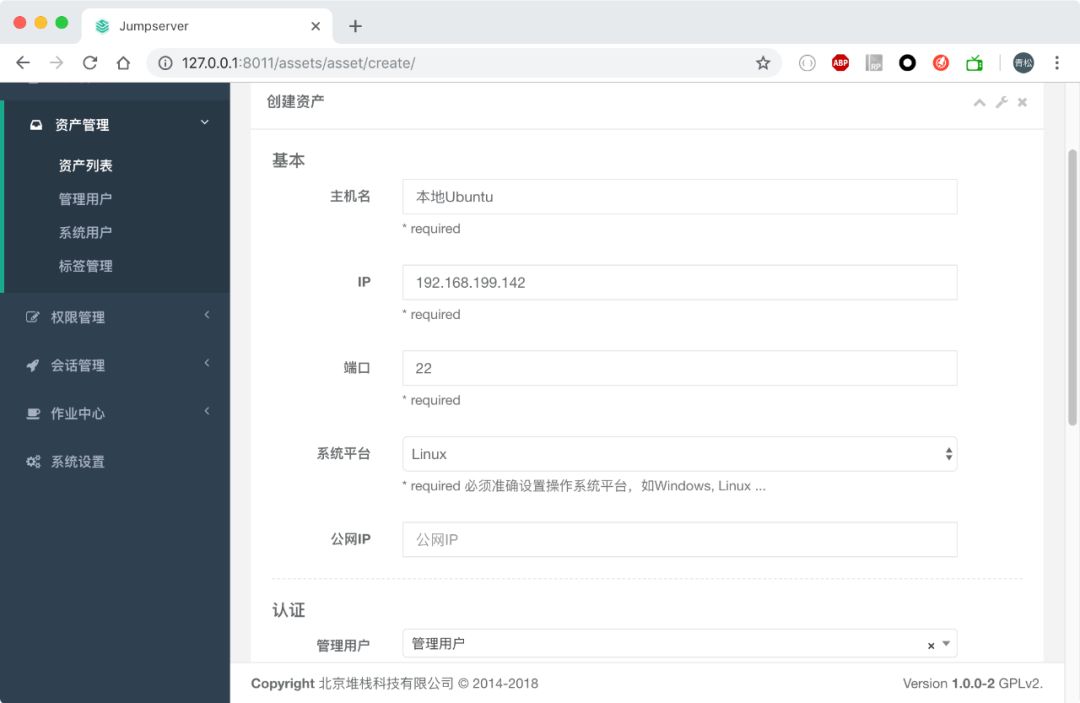 Jumpserver
127.0.0.1:8011/assets/asset/create/
ABP
RP
青松
资产管理
资产列表
管理用户
系统用户
标签管理
权限管理
会话管理
作业中心
系统设置
创建资产
基本
主机名 本地Ubuntu
* required
IP 192.168.199.142
* required
端口 22
* required
系统平台 Linux
* required 必须准确设置操作系统平台，如Windows, Linux ...
公网IP 公网IP
认证
管理用户 管理用户
Copyright 北京堆栈科技有限公司 © 2014-2018
Version 1.0.0-2 GPLv2.